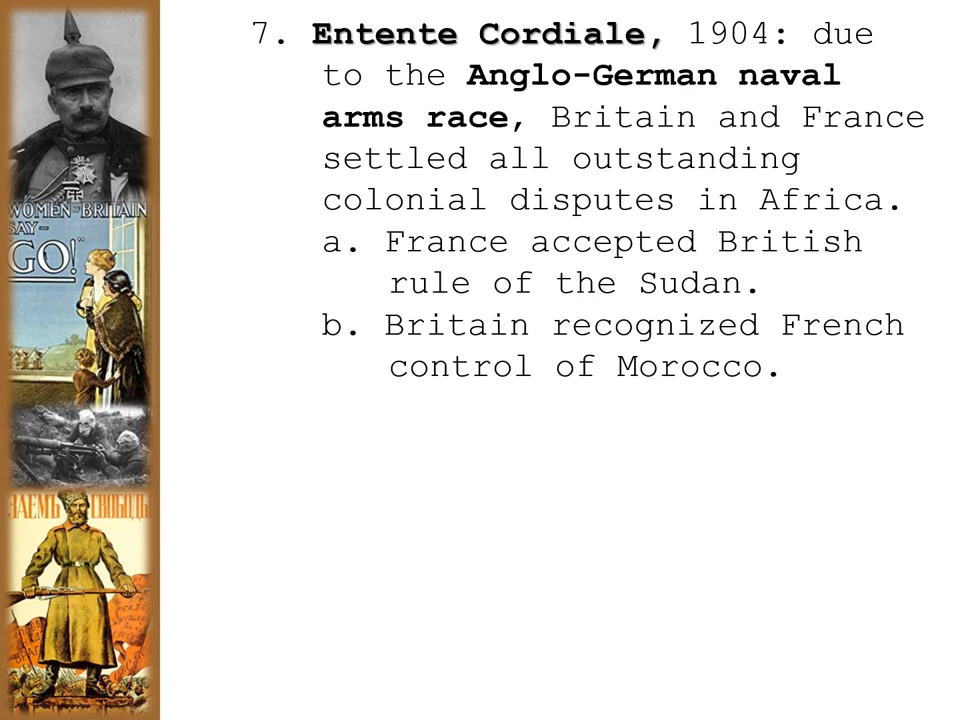 7. Entente Cordiale, 1904: due
to the Anglo-German naval
arms race, Britain and France
settled all outstanding
colonial disputes in Africa.
a. France accepted British
rule of the Sudan.
b. Britain recognized French
control of Morocco.
WOMEN OF BRITAIN
SAY-
"GO!"
ЗАЕМЪ СВОБОДЫ